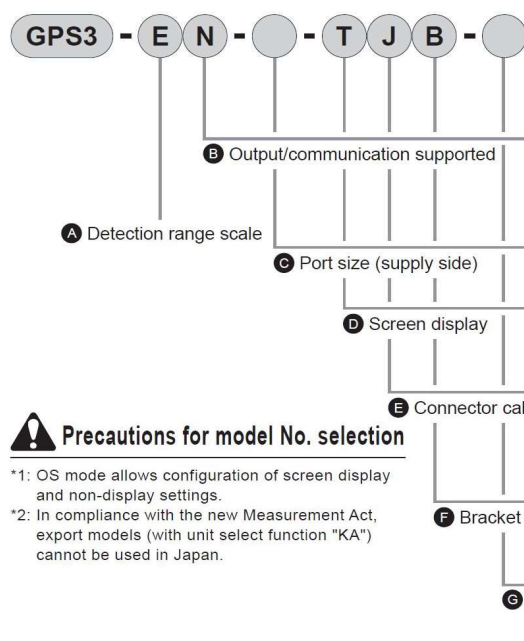 GPS3 - E N - - T J B -
B Output/communication supported
A Detection range scale
C Port size (supply side)
D Screen display
E Connector
Precautions for model No. selection
*1: OS mode allows configuration of screen display
and non-display settings.
*2: In compliance with the new Measurement Act,
export models (with unit select function "KA")
cannot be used in Japan.
F Bracket
G